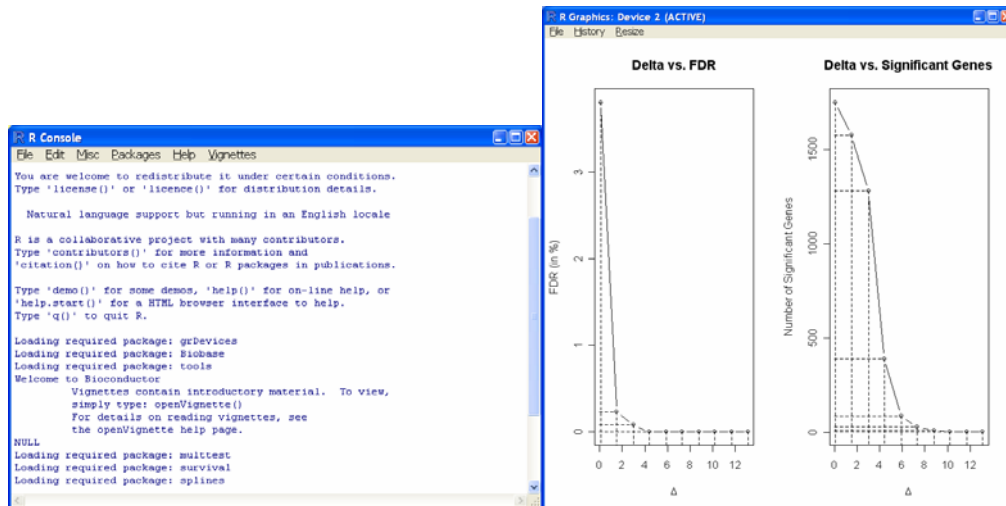 R Console
File Edit Misc Packages Help Vignettes
You are welcome to redistribute it under certain conditions.
Type 'license()' or 'licence()' for distribution details.
Natural language support but running in an English locale
R is a collaborative project with many contributors.
Type 'contributors()' for more information and
'citation()' on how to cite R or R packages in publications.
Type 'demo()' for some demos, 'help()' for on-line help, or
'help.start()' for a HTML browser interface to help.
Type 'q()' to quit R.
Loading required package: grDevices
Loading required package: Biobase
Loading required package: tools
Welcome to Bioconductor
Vignettes contain introductory material. To view,
simply type: openVignette()
For details on reading vignettes, see
the openVignette help page.
NULL
Loading required package: multtest
Loading required package: survival
Loading required package: splines
R Graphics: Device 2 (ACTIVE)
File History Resize
Delta vs. FDR
FDR (in %)
3
2
1
0
0 2 4 6 8 10 12
Δ
Delta vs. Significant Genes
Number of Significant Genes
1500
1000
500
0
0 2 4 6 8 10 12
Δ